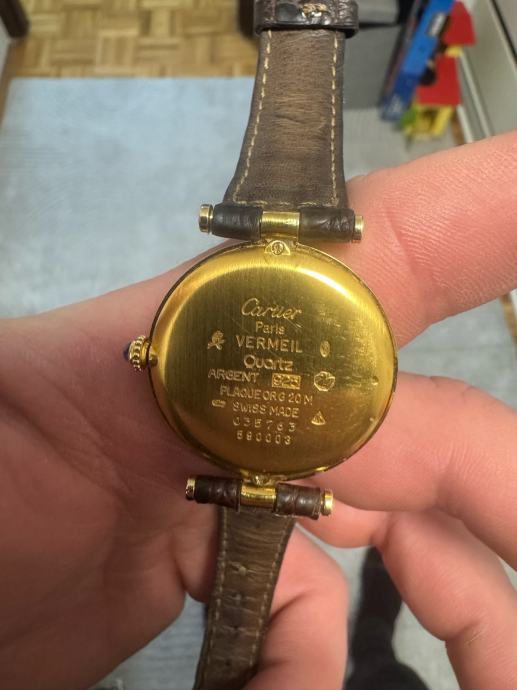 Cartier
Paris
VERMEIL
Quartz
ARGENT 925
PLAQUE OR G 20 M
SWISS MADE
035763
590003